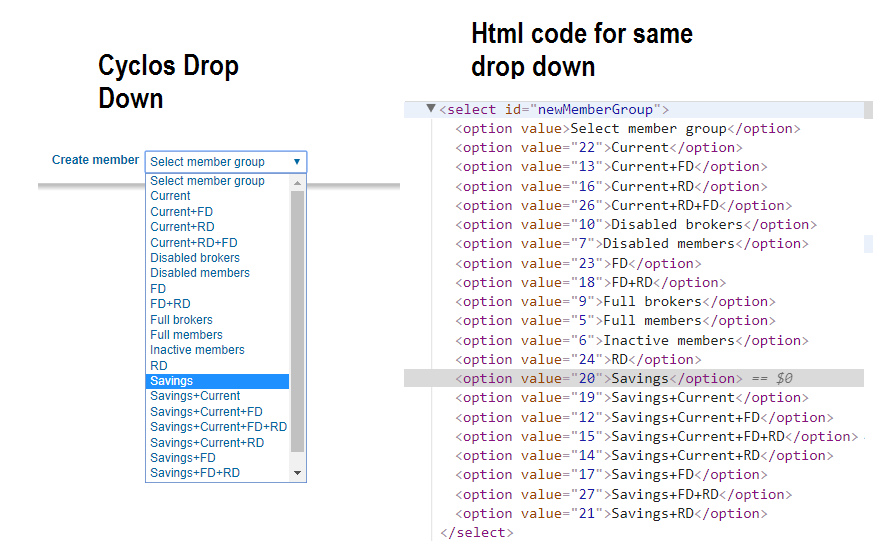 Cyclos Drop
Down
Create member Select member group
Select member group
Current
Current+FD
Current+RD
Current+RD+FD
Disabled brokers
Disabled members
FD
FD+RD
Full brokers
Full members
Inactive members
RD
Savings
Savings+Current
Savings+Current+FD
Savings+Current+FD+RD
Savings+Current+RD
Savings+FD
Savings+FD+RD
Html code for same
drop down
<select id="newMemberGroup">
<option value>Select member group</option>
<option value="22">Current</option>
<option value="13">Current+FD</option>
<option value="16">Current+RD</option>
<option value="26">Current+RD+FD</option>
<option value="10">Disabled brokers</option>
<option value="7">Disabled members</option>
<option value="23">FD</option>
<option value="18">FD+RD</option>
<option value="9">Full brokers</option>
<option value="5">Full members</option>
<option value="6">Inactive members</option>
<option value="24">RD</option>
<option value="20">Savings</option> == $0
<option value="19">Savings+Current</option>
<option value="12">Savings+Current+FD</option>
<option value="15">Savings+Current+FD+RD</option>
<option value="14">Savings+Current+RD</option>
<option value="17">Savings+FD</option>
<option value="27">Savings+FD+RD</option>
<option value="21">Savings+RD</option>
</select>